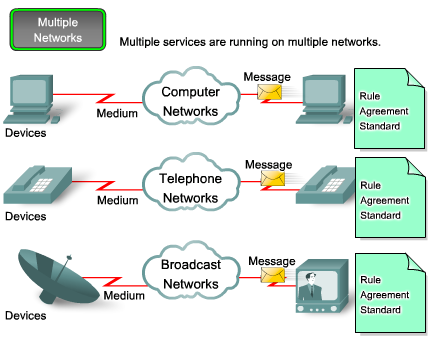 Multiple
Networks
Multiple services are running on multiple networks.
Computer
Networks
Message
Medium
Devices
Rule
Agreement
Standard
Telephone
Networks
Message
Medium
Devices
Rule
Agreement
Standard
Broadcast
Networks
Message
Medium
Devices
Rule
Agreement
Standard